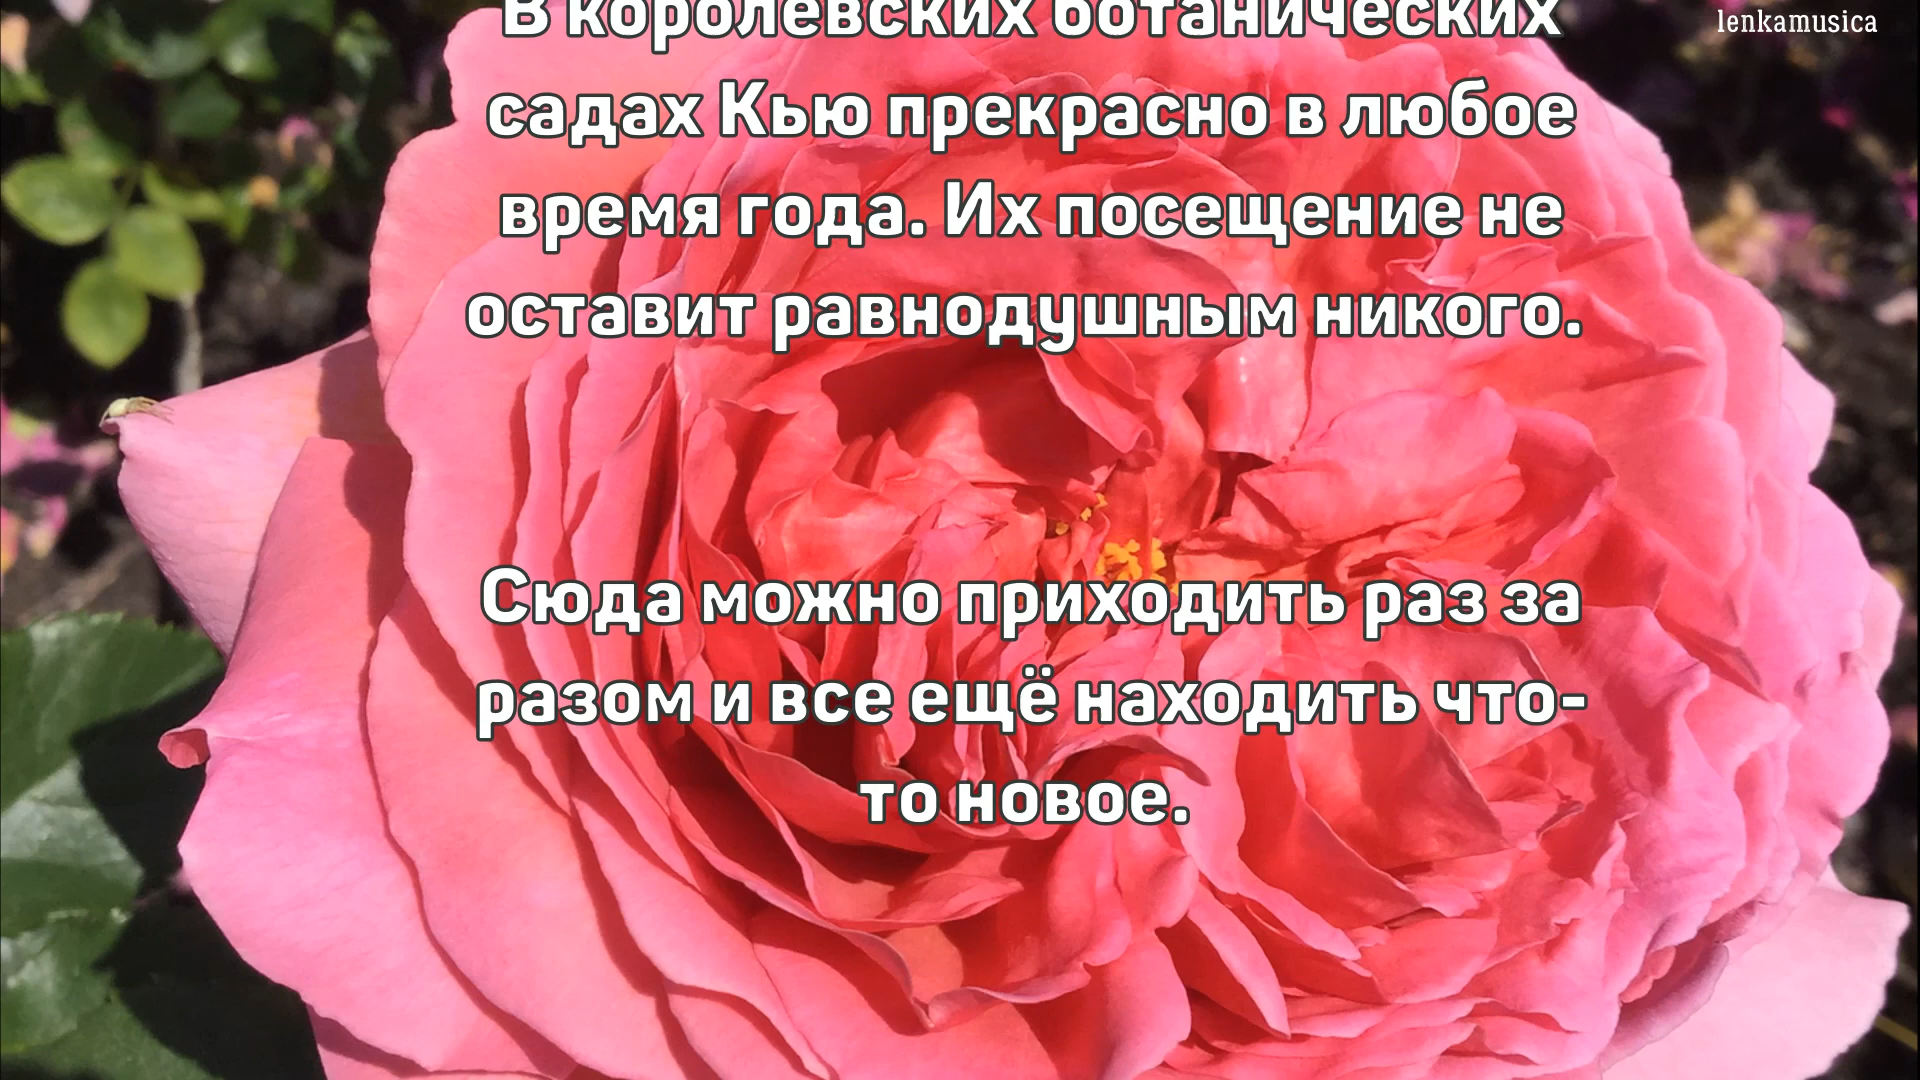 lenkamusica
В королевских ботанических
садах Кью прекрасно в любое
время года. Их посещение не
оставит равнодушным никого.
Сюда можно приходить раз за
разом и все ещё находить что-
то новое.